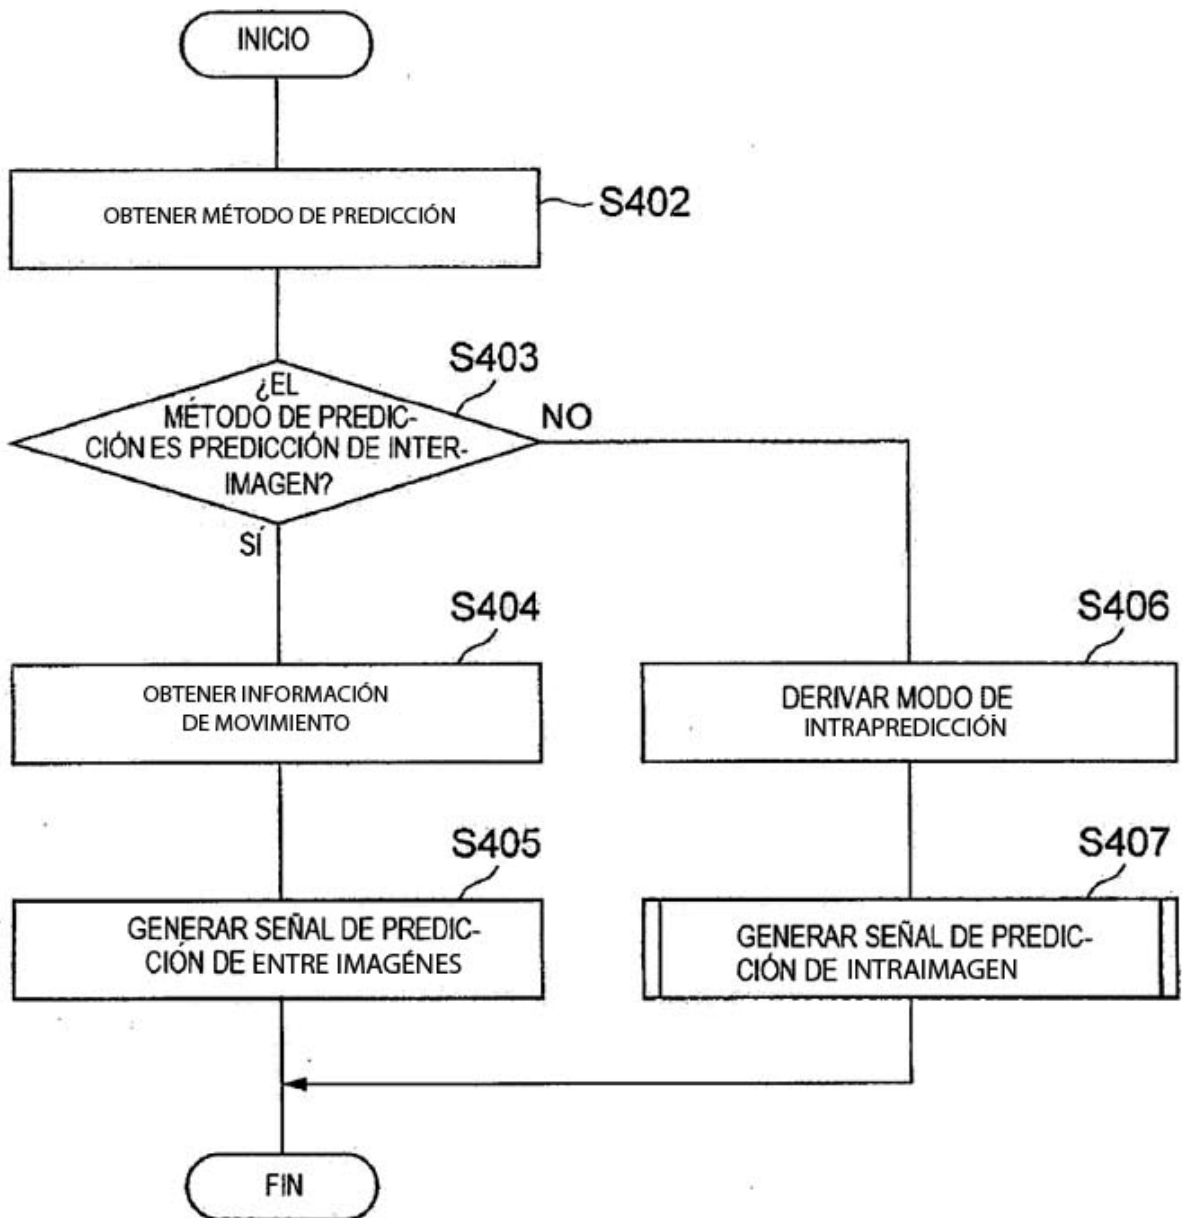 INICIO
OBTENER MÉTODO DE PREDICCIÓN
S402
S403
¿EL
MÉTODO DE PREDIC-
CIÓN ES PREDICCIÓN DE INTER-
IMAGEN?
NO
SÍ
S404
OBTENER INFORMACIÓN
DE MOVIMIENTO
S406
DERIVAR MODO DE
INTRAPREDICCIÓN
S405
GENERAR SEÑAL DE PREDIC-
CIÓN DE ENTRE IMAGÉNES
S407
GENERAR SEÑAL DE PREDIC-
CIÓN DE INTRAIMAGEN
FIN